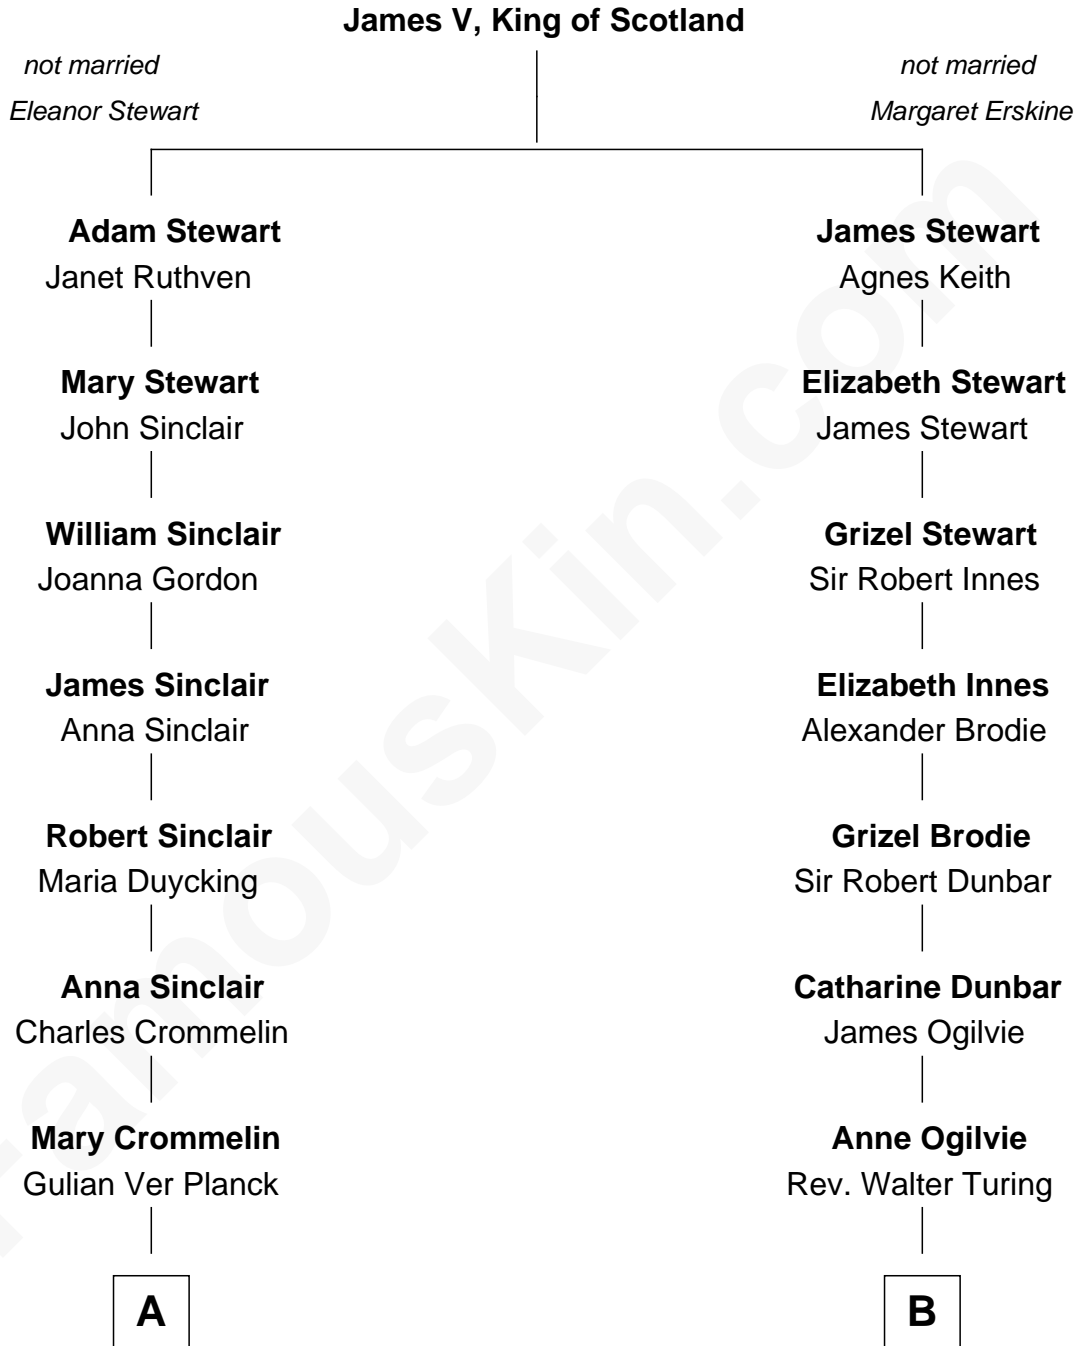 James V, King of Scotland
not married not married
Eleanor Stewart Margaret Erskine
Adam Stewart James Stewart
Janet Ruthven Agnes Keith
Mary Stewart Elizabeth Stewart
John Sinclair James Stewart
William Sinclair Grizel Stewart
Joanna Gordon Sir Robert Innes
James Sinclair Elizabeth Innes
Anna Sinclair Alexander Brodie
Robert Sinclair Grizel Brodie
Maria Duycking Sir Robert Dunbar
Anna Sinclair Catharine Dunbar
Charles Crommelin James Ogilvie
Mary Crommelin Anne Ogilvie
Gulian Ver Planck Rev. Walter Turing
A B
FamousKin.com